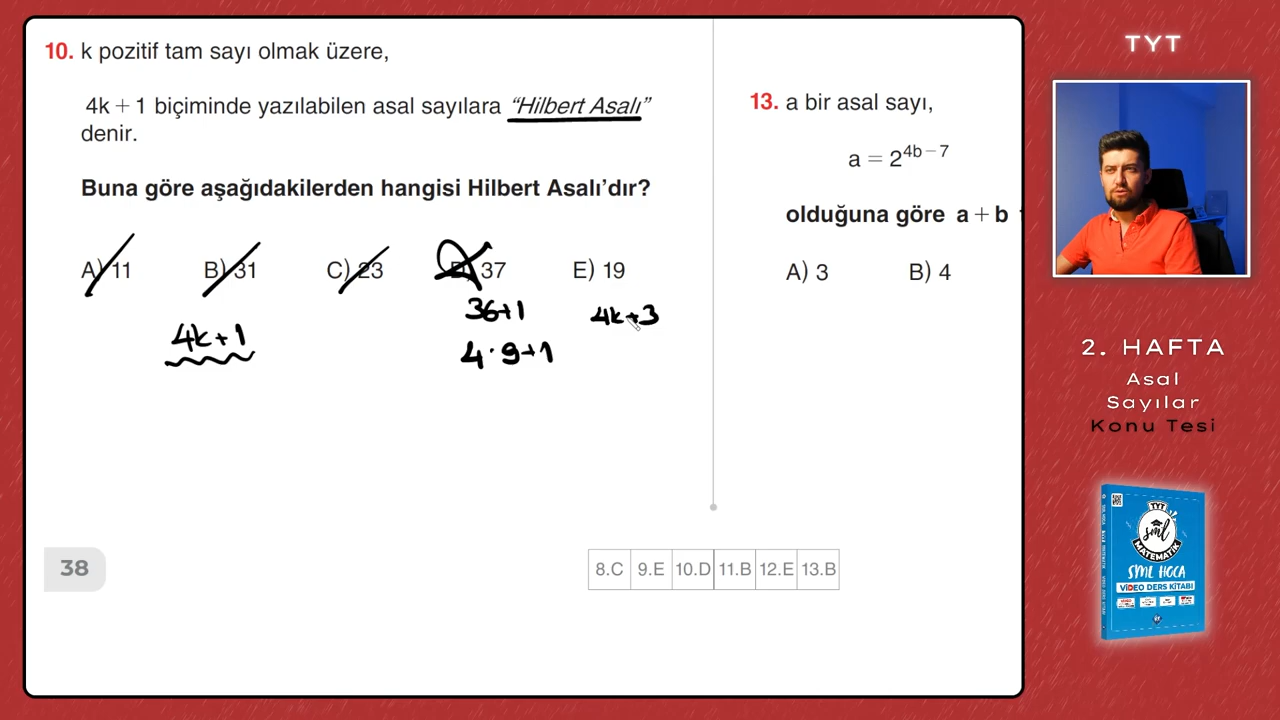 10. k pozitif tam sayı olmak üzere,
4k + 1 biçiminde yazılabilen asal sayılara “Hilbert Asalı”
denir.
Buna göre aşağıdakilerden hangisi Hilbert Asalı’dır?
A) 11 B) 31 C) 23 D) 37 E) 19
4k+1
36+1
4·9+1
4k+3
38
13. a bir asal sayı,
a = 2^{4b – 7}
olduğuna göre a + b
A) 3 B) 4
8.C 9.E 10.D 11.B 12.E 13.B
TYT
2. HAFTA
Asal
Sayılar
Konu Tesi
TYT
sml
MATEMATİK
SML HOCA
VİDEO DERS KİTABI